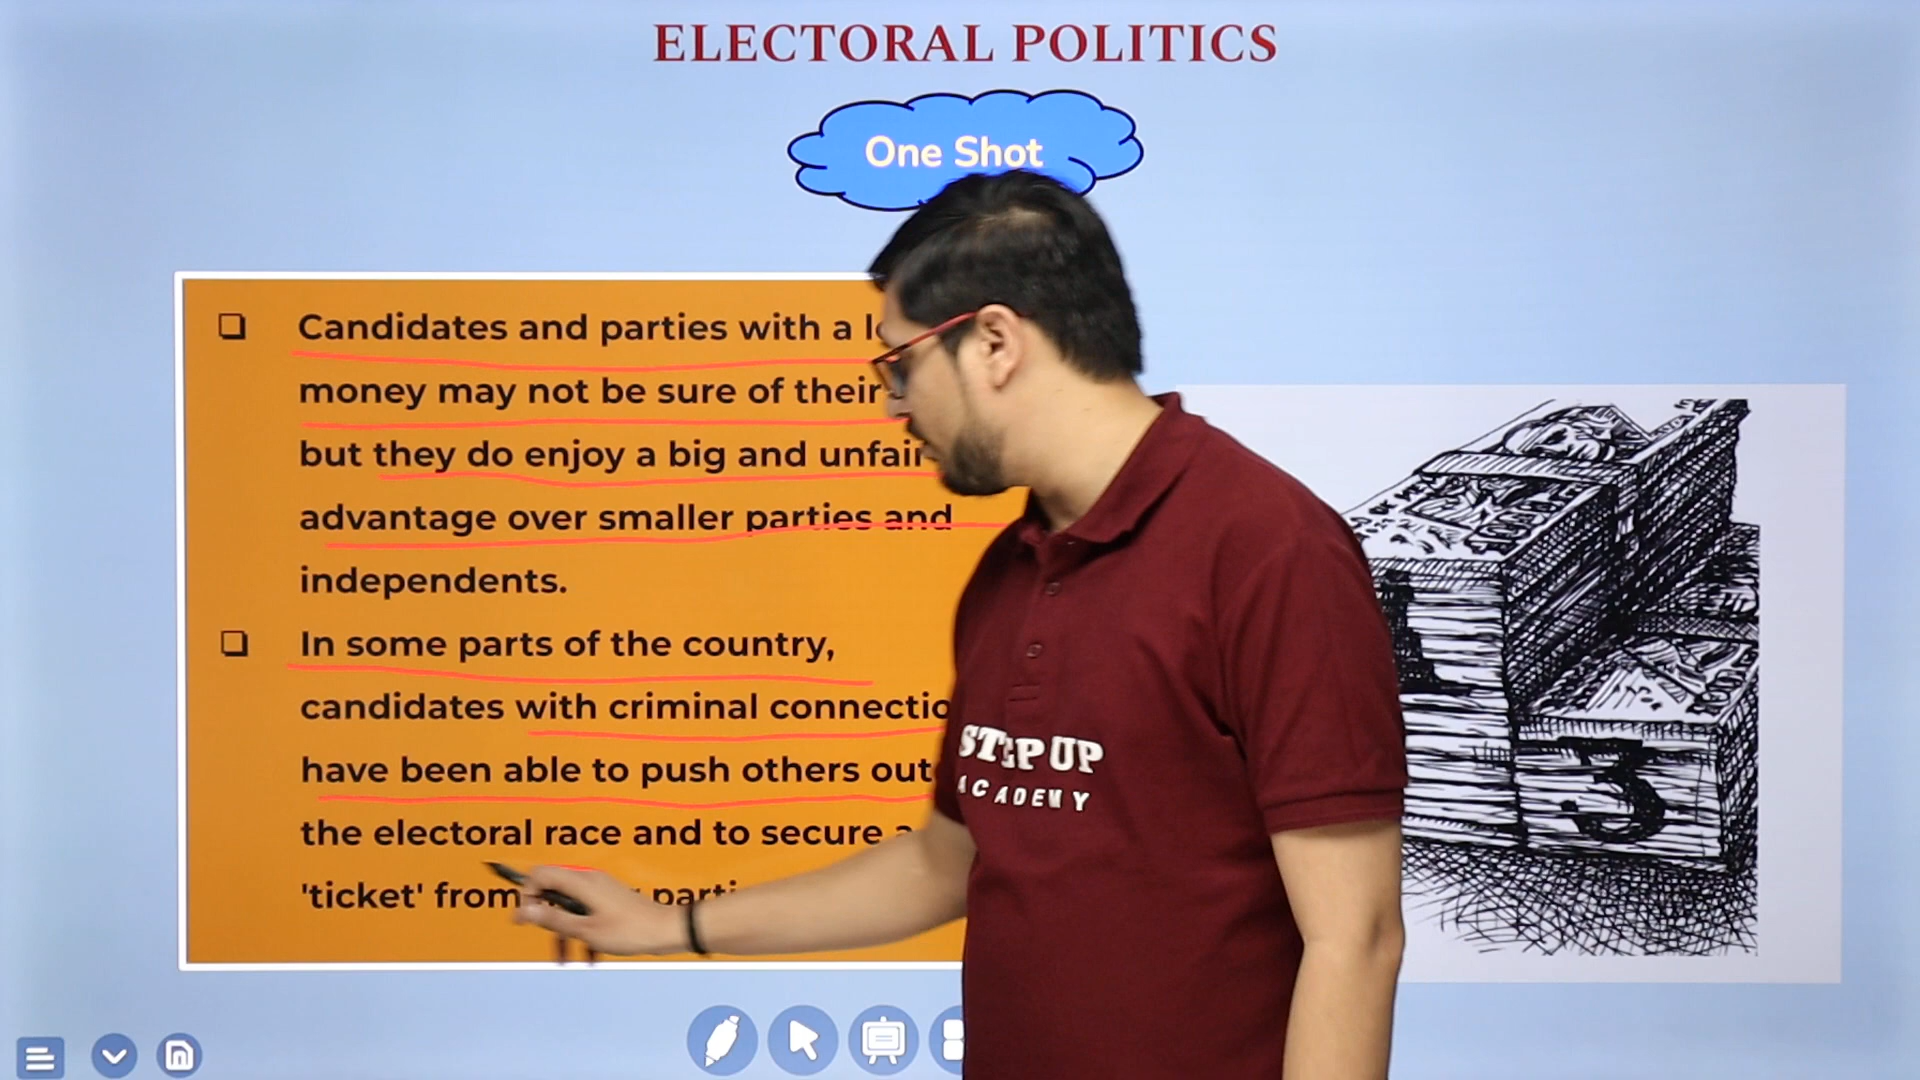 ELECTORAL POLITICS
One Shot
Candidates and parties with a
money may not be sure of their
but they do enjoy a big and unfair
advantage over smaller parties and
independents.
In some parts of the country,
candidates with criminal
have been able to push others out
the electoral race and to secure
'ticket' from
STEP UP
ACADEMY
3